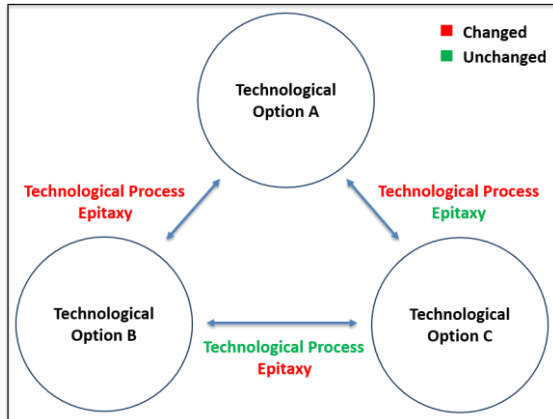 Changed
Unchanged
Technological
Option A
Technological Process
Epitaxy
Technological Process
Epitaxy
Technological
Option B
Technological
Option C
Technological Process
Epitaxy